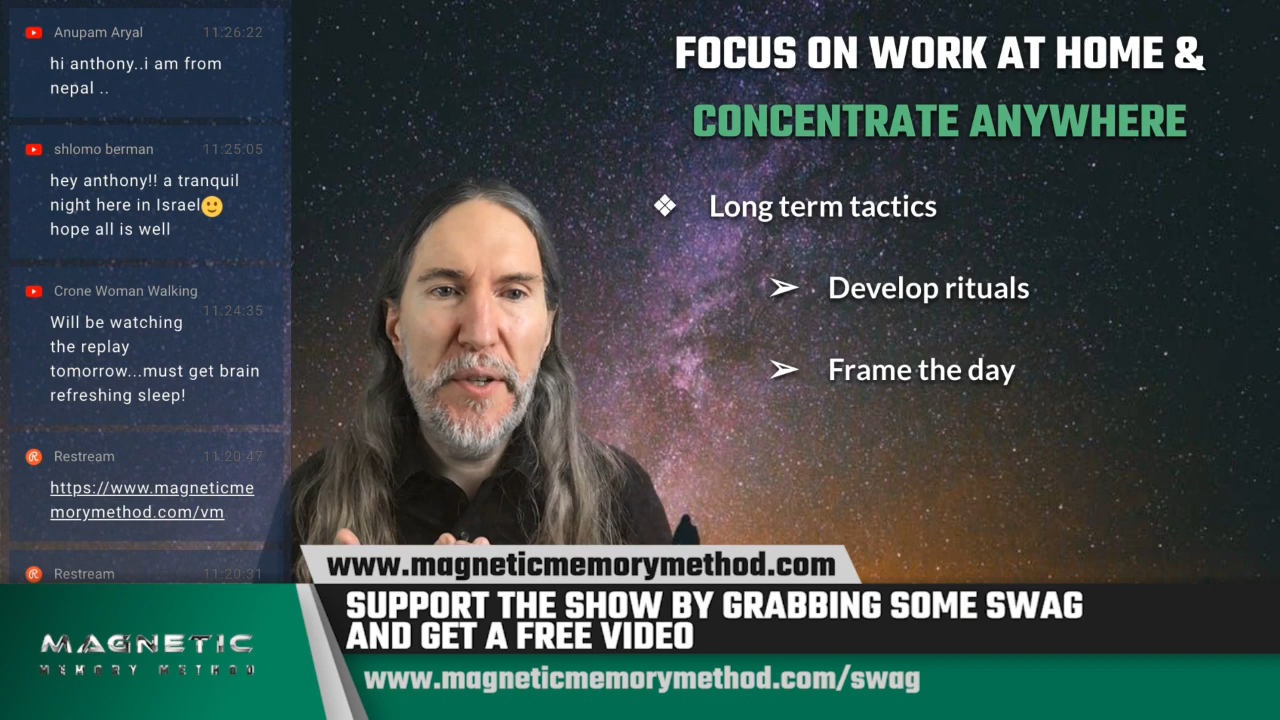 Anupam Aryal 11:26:22
hi anthony..i am from
nepal ..
shlomo berman 11:25:05
hey anthony!! a tranquil
night here in Israel🙂
hope all is well
Crone Woman Walking
11:24:35
Will be watching
the replay
tomorrow...must get brain
refreshing sleep!
Restream 11:20:47
https://www.magneticme
morymethod.com/vm
Restream 11:20:31
FOCUS ON WORK AT HOME &
CONCENTRATE ANYWHERE
❖ Long term tactics
➢ Develop rituals
➢ Frame the day
www.magneticmemorymethod.com
SUPPORT THE SHOW BY GRABBING SOME SWAG
AND GET A FREE VIDEO
www.magneticmemorymethod.com/swag
MAGNETIC
MEMORY METHOD